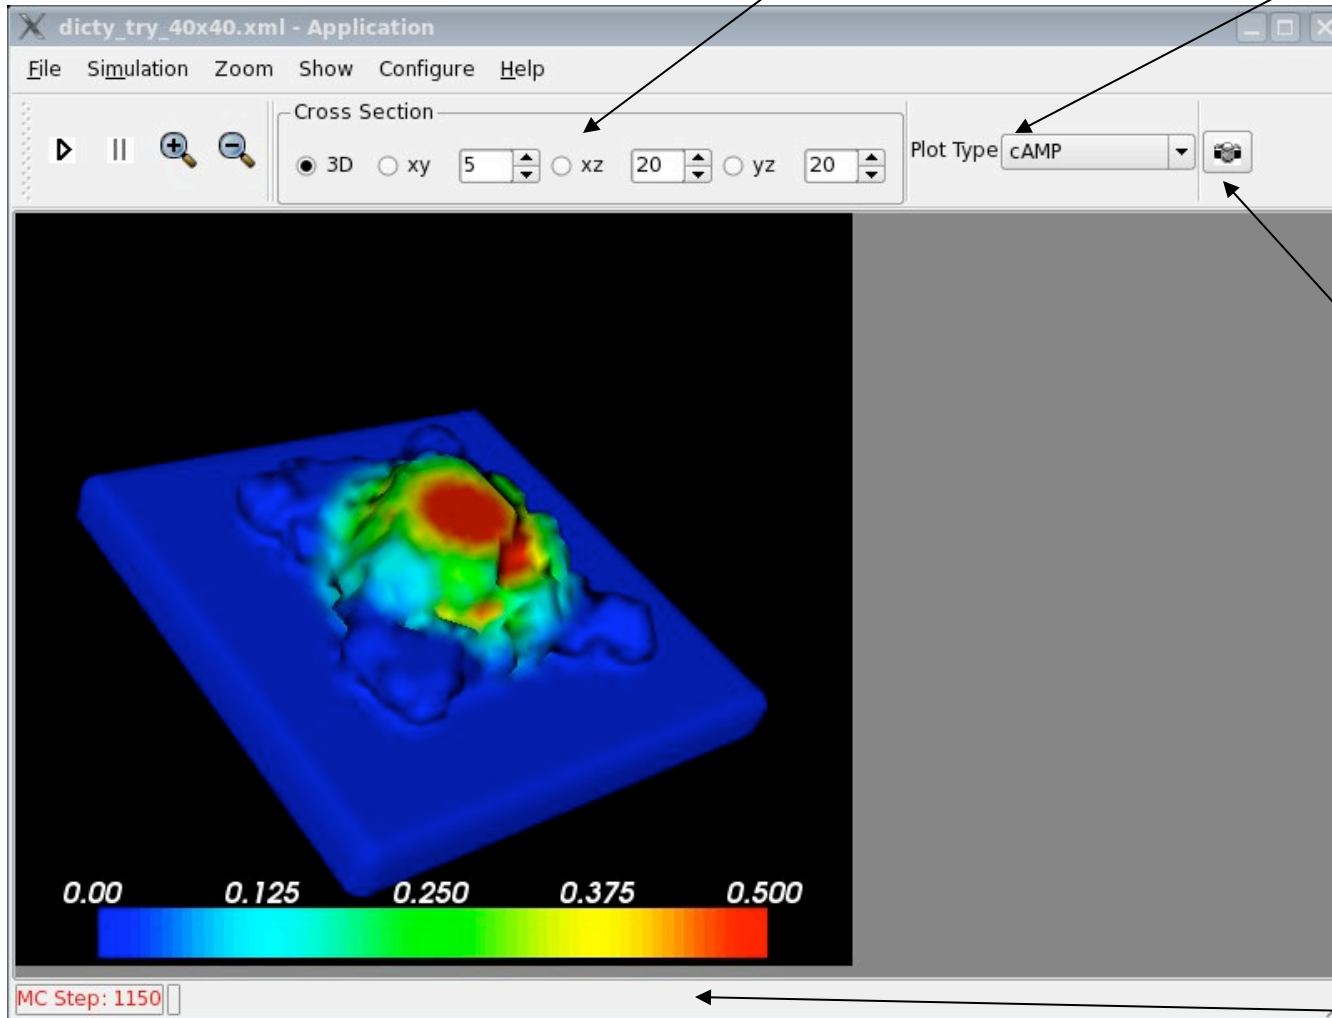 dicty_try_40x40.xml - Application
File Simulation Zoom Show Configure Help
Cross Section
3D xy 5 xz 20 yz 20 Plot Type cAMP
0.00 0.125 0.250 0.375 0.500
MC Step: 1150